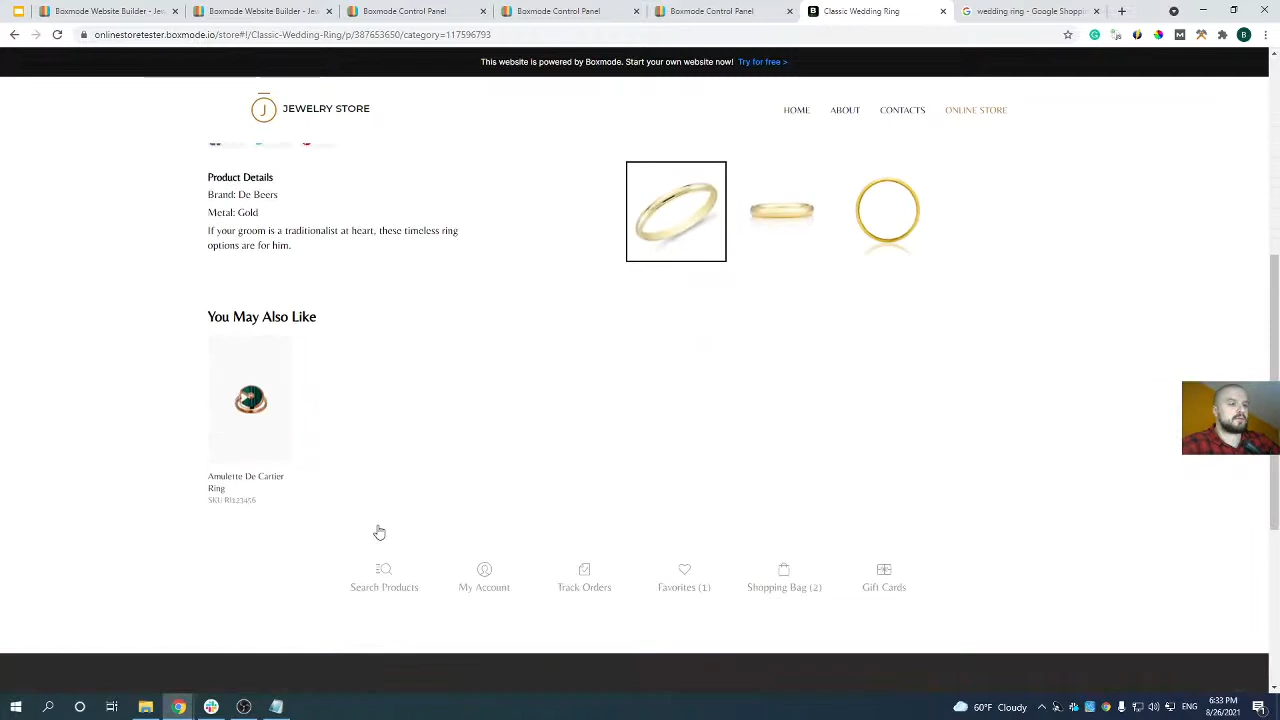 Boxmode Website Builder - Je
Boxmode Website Builder - Je
Boxmode Control Panel
Boxmode Control Panel
Boxmode Control Panel
Classic Wedding Ring
wedding ring - Google Shoppin
onlinestoretester.boxmode.io/store#!/Classic-Wedding-Ring/p/387653650/category=117596793
This website is powered by Boxmode. Start your own website now! Try for free >
J JEWELRY STORE
HOME ABOUT CONTACTS ONLINE STORE
Product Details
Brand: De Beers
Metal: Gold
If your groom is a traditionalist at heart, these timeless ring
options are for him.
You May Also Like
Amulette De Cartier
Ring
SKU RI123456
Search Products My Account Track Orders Favorites (1) Shopping Bag (2) Gift Cards
60°F Cloudy
6:33 PM
8/26/2021